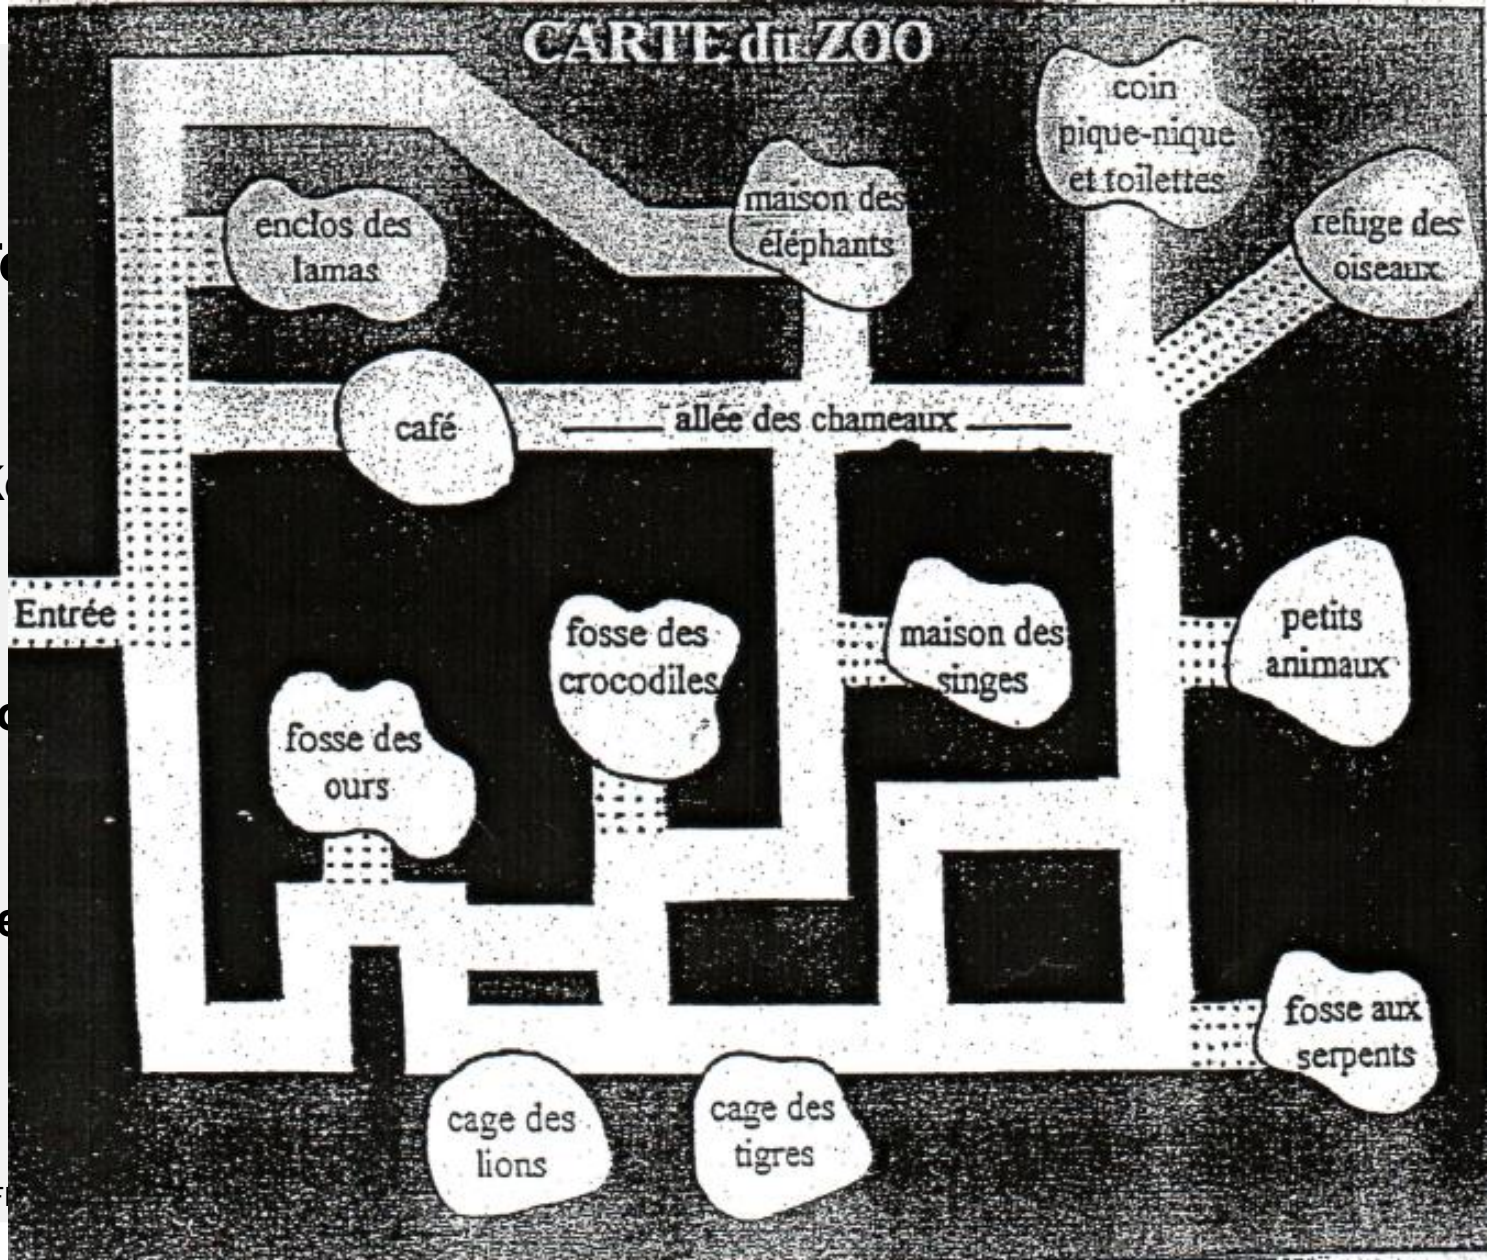 CARTE du ZOO
coin
pique-nique
et toilettes
maison des
éléphants
refuge des
oiseaux
enclos des
lamas
café
allée des chameaux
Entrée
fosse des
crocodiles
maison des
singes
petits
animaux
fosse des
ours
fosse aux
serpents
cage des
lions
cage des
tigres